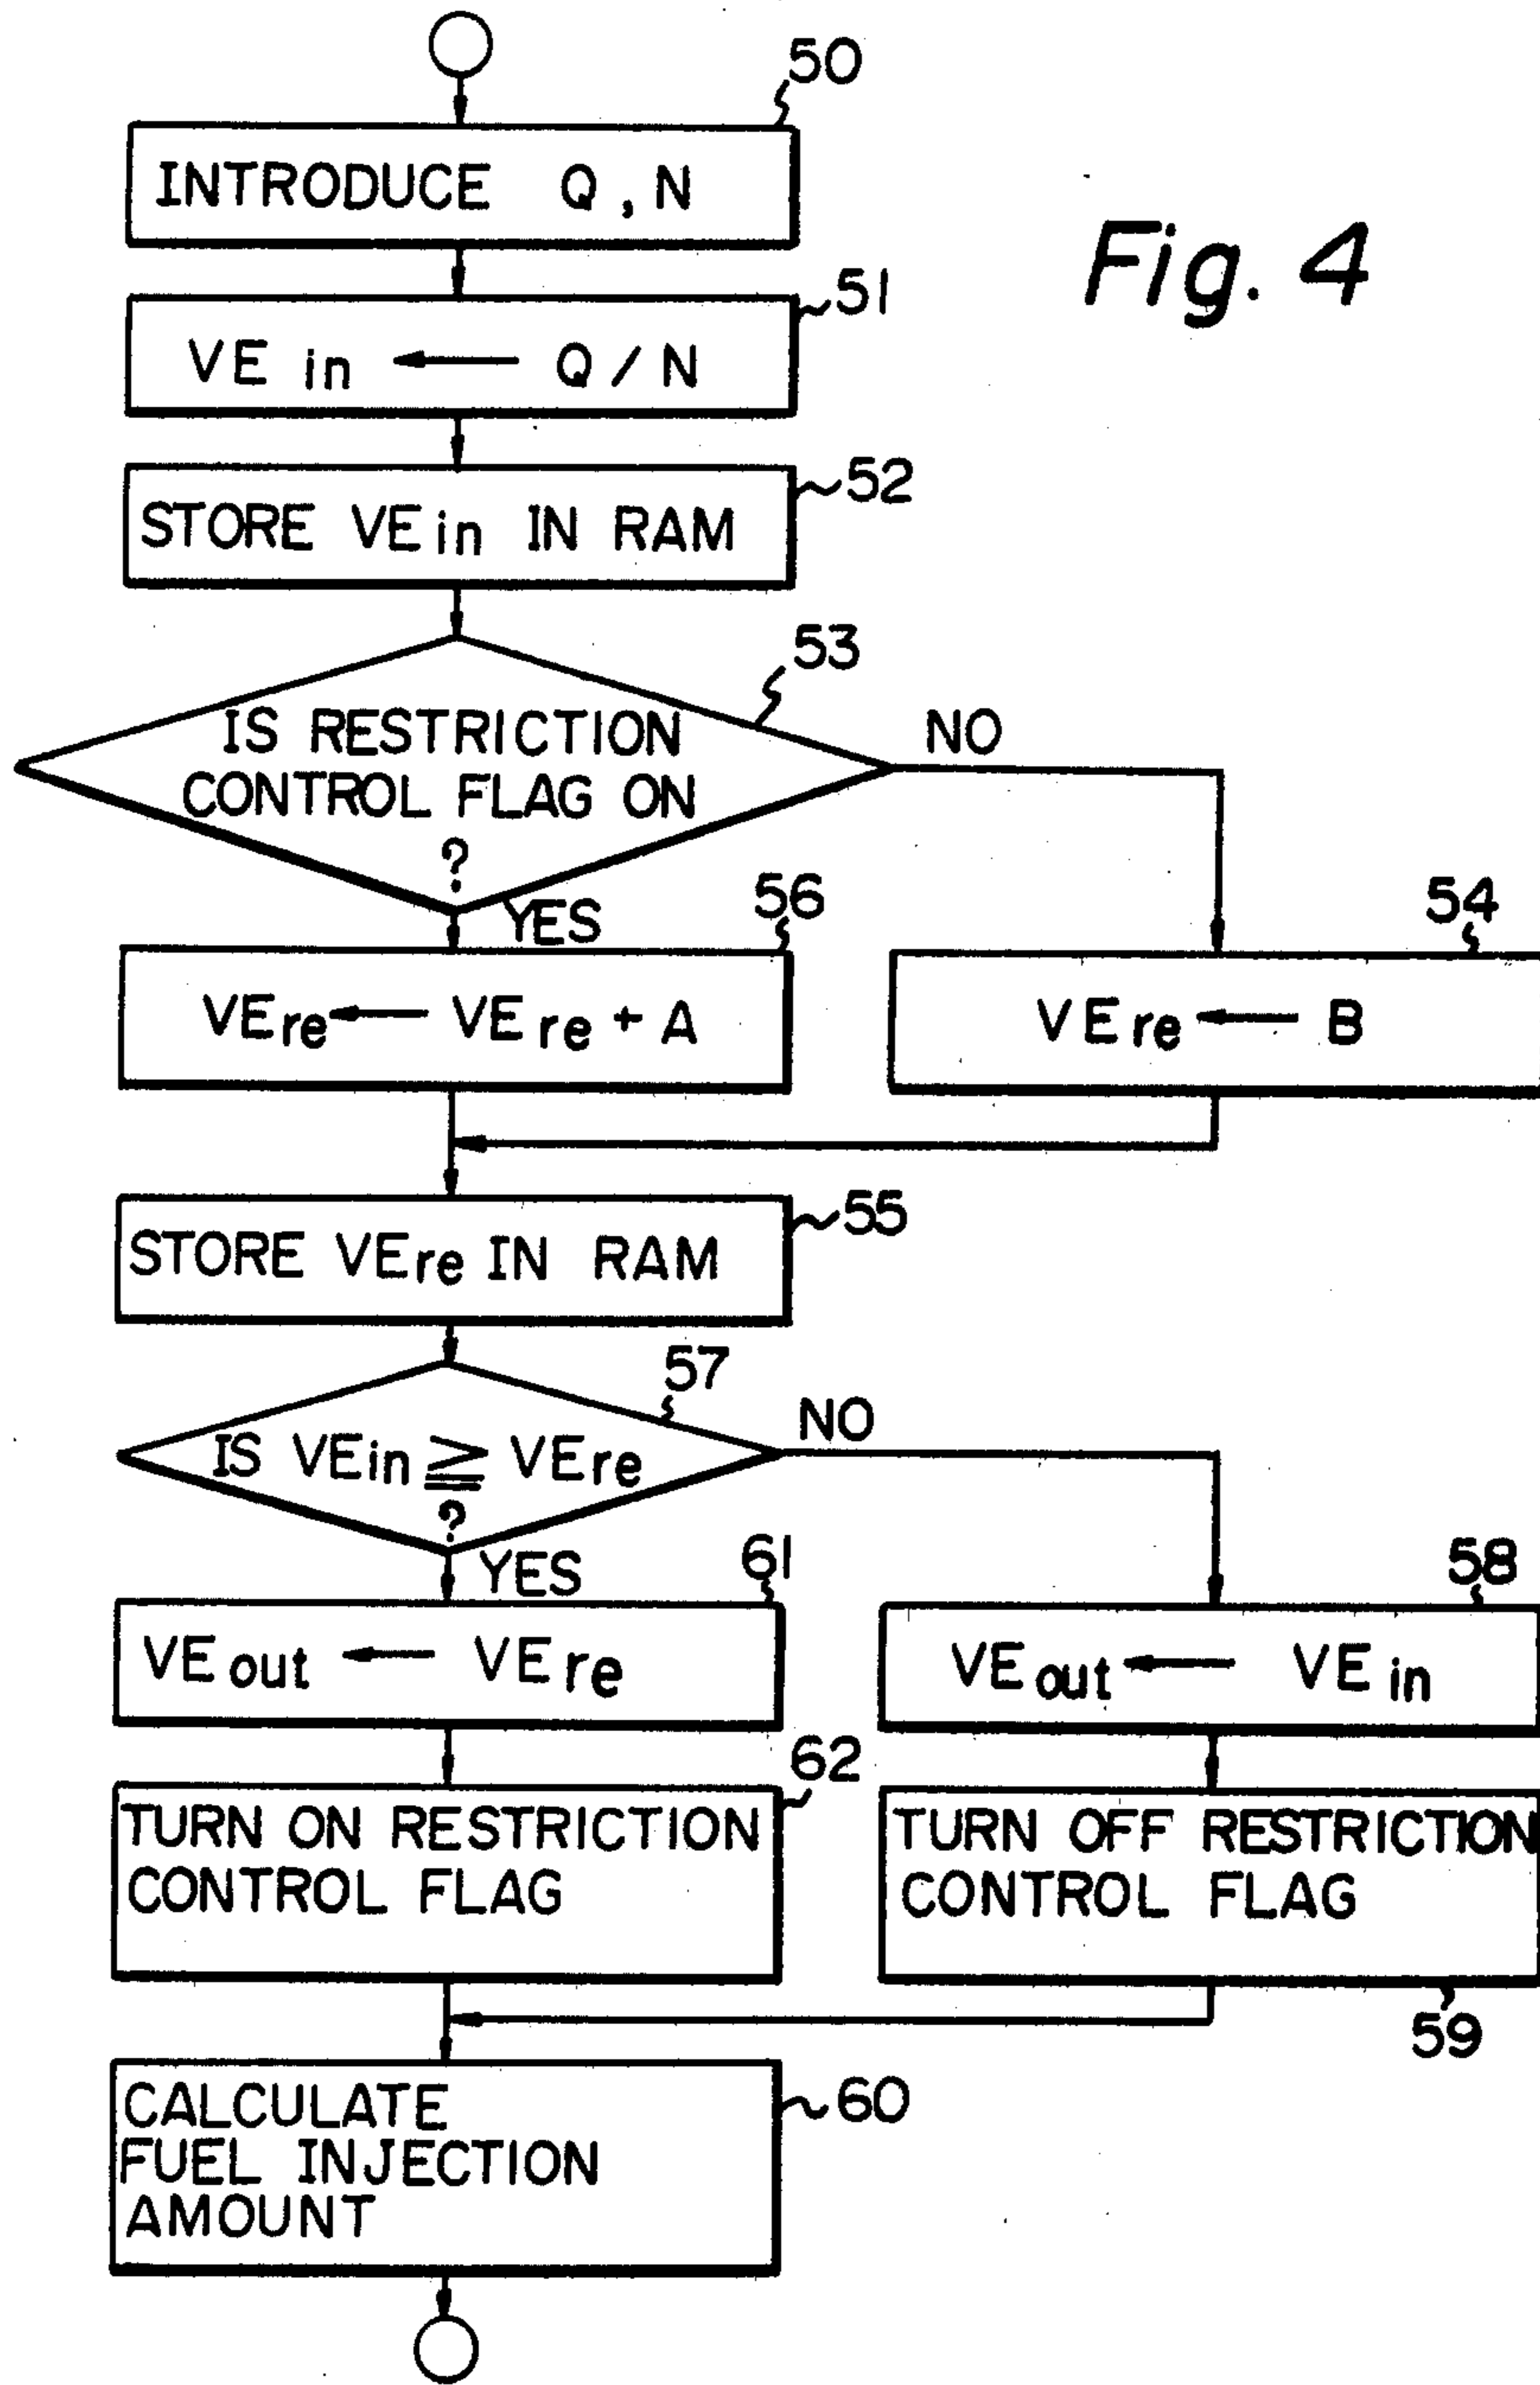 50
INTRODUCE Q, N
Fig. 4
51
VE in ← Q / N
52
STORE VEin IN RAM
53
IS RESTRICTION
CONTROL FLAG ON
?
NO
YES
56
VEre ← VEre + A
54
VEre ← B
55
STORE VEre IN RAM
57
IS VEin ≧ VEre
?
NO
YES
61
VEout ← VEre
58
VEout ← VEin
62
TURN ON RESTRICTION
CONTROL FLAG
TURN OFF RESTRICTION
CONTROL FLAG
59
CALCULATE
FUEL INJECTION
AMOUNT
60